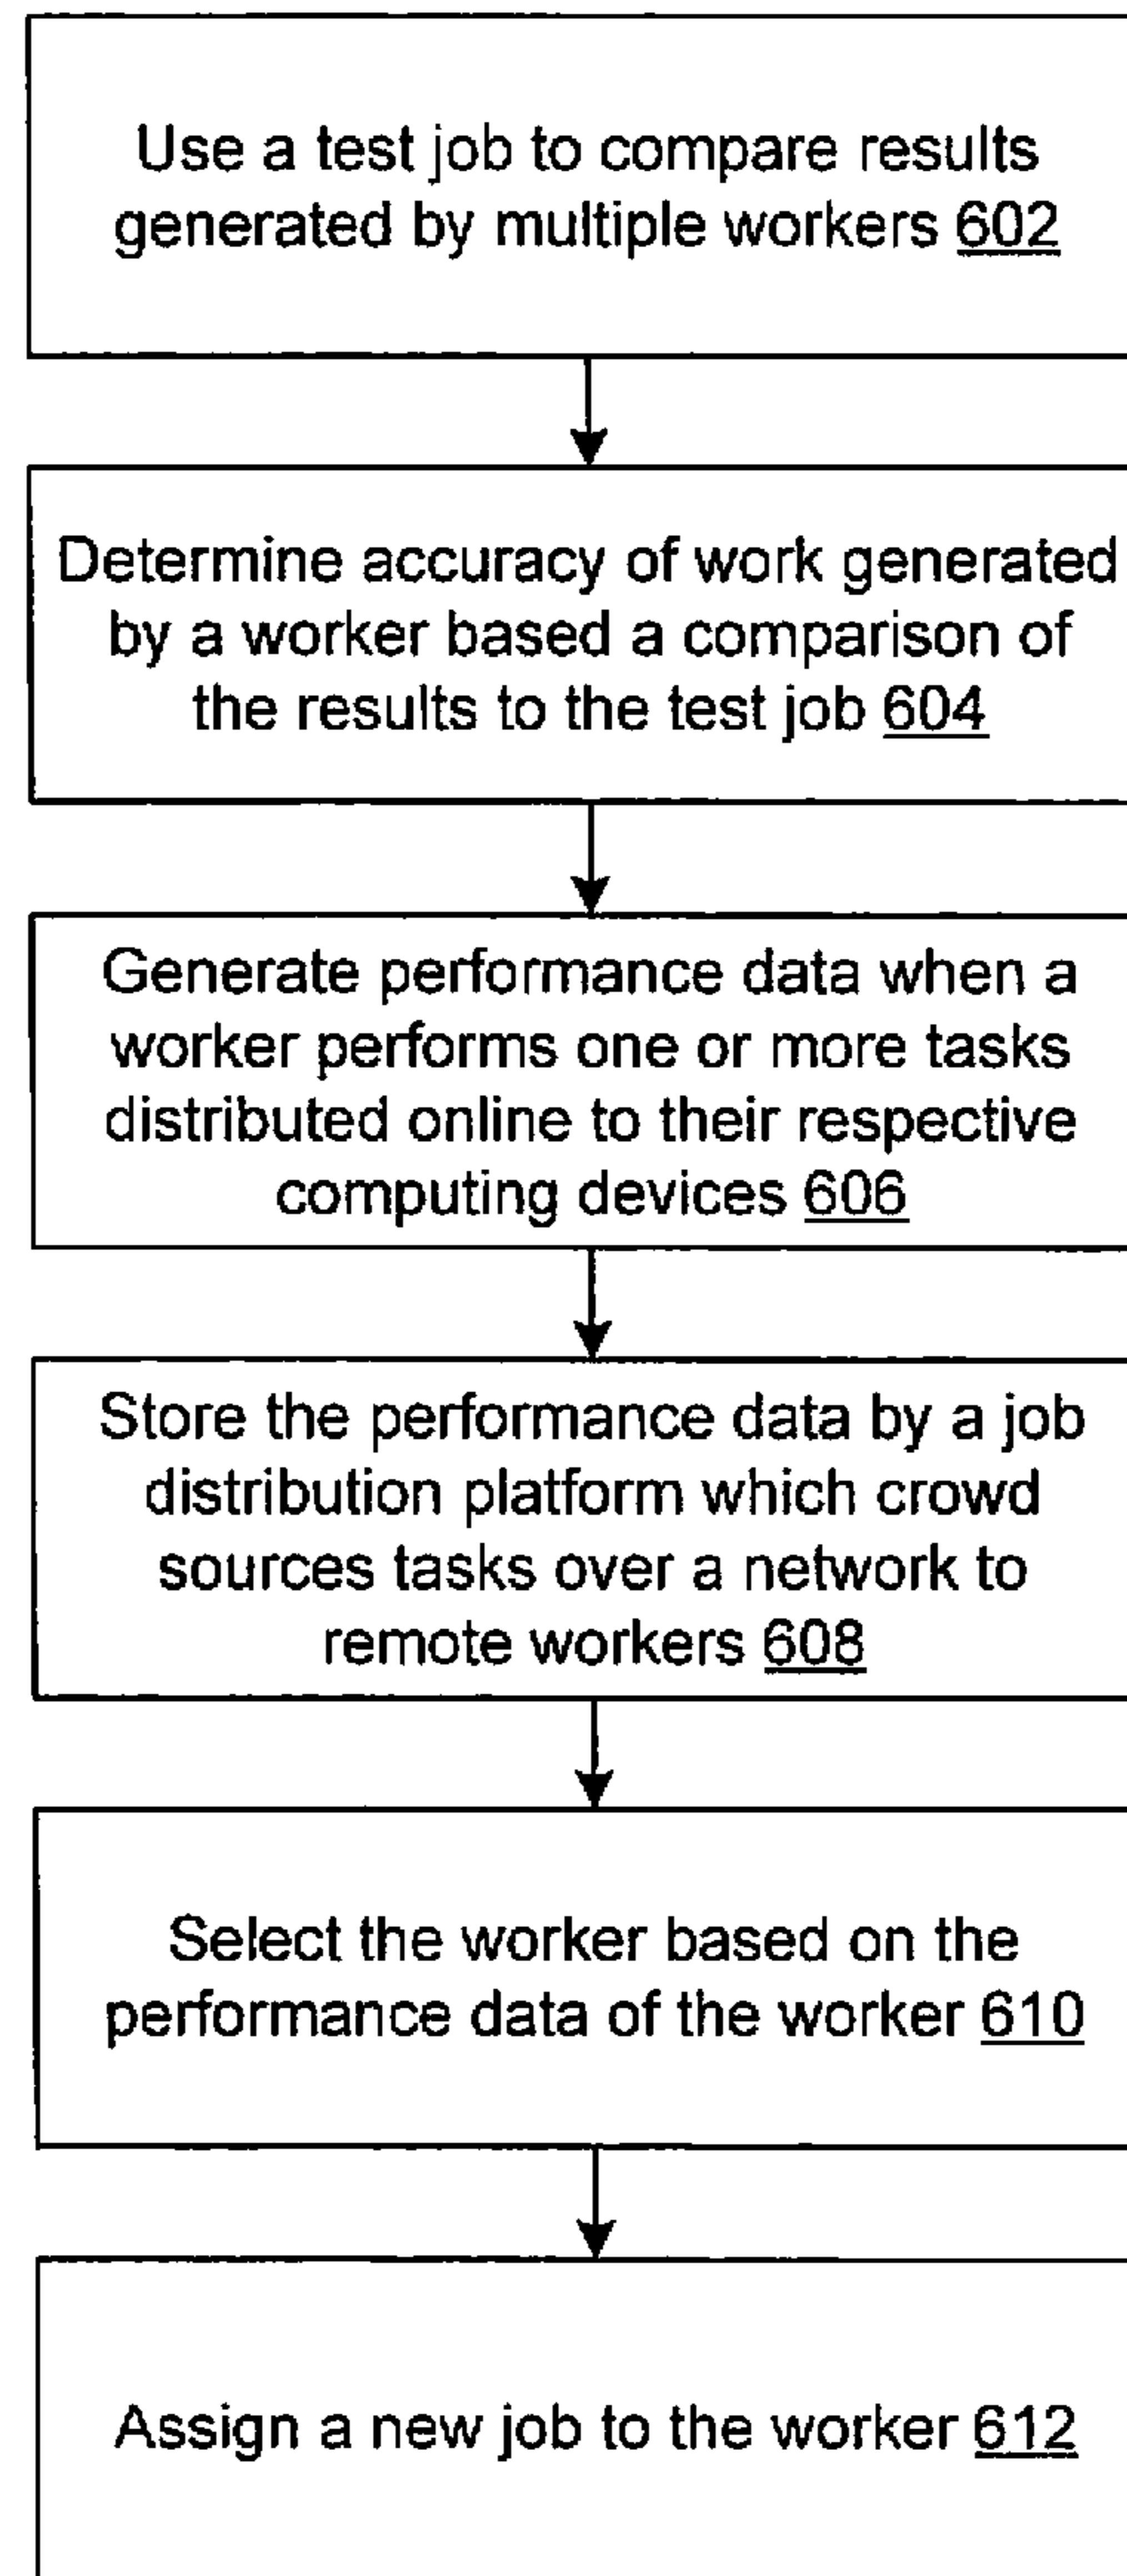 Use a test job to compare results
generated by multiple workers 602
Determine accuracy of work generated
by a worker based a comparison of
the results to the test job 604
Generate performance data when a
worker performs one or more tasks
distributed online to their respective
computing devices 606
Store the performance data by a job
distribution platform which crowd
sources tasks over a network to
remote workers 608
Select the worker based on the
performance data of the worker 610
Assign a new job to the worker 612